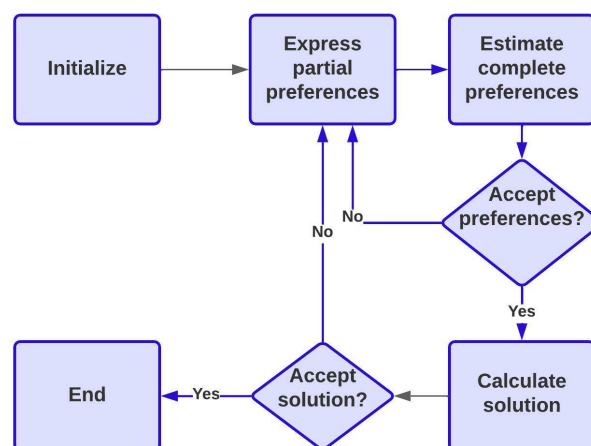 Initialize
Express
partial
preferences
Estimate
complete
preferences
Accept
preferences?
No
No
Yes
End
Yes
Accept
solution?
Calculate
solution